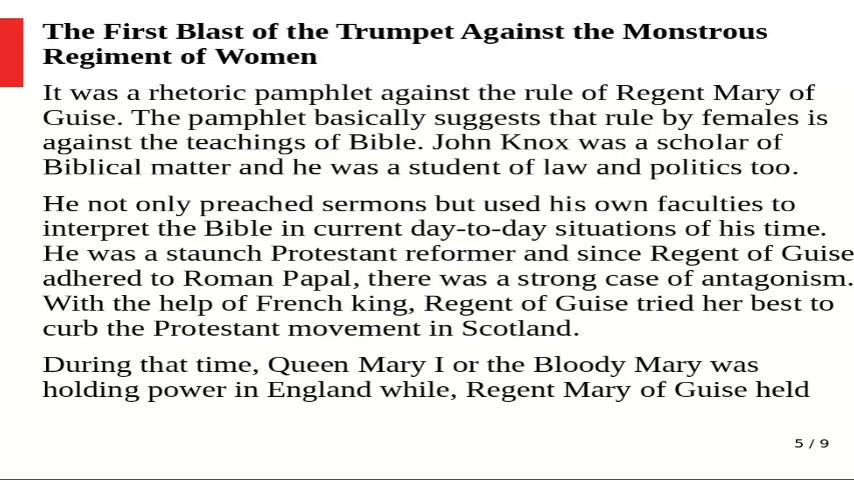 The First Blast of the Trumpet Against the Monstrous
Regiment of Women
It was a rhetoric pamphlet against the rule of Regent Mary of
Guise. The pamphlet basically suggests that rule by females is
against the teachings of Bible. John Knox was a scholar of
Biblical matter and he was a student of law and politics too.
He not only preached sermons but used his own faculties to
interpret the Bible in current day-to-day situations of his time.
He was a staunch Protestant reformer and since Regent of Guise
adhered to Roman Papal, there was a strong case of antagonism.
With the help of French king, Regent of Guise tried her best to
curb the Protestant movement in Scotland.
During that time, Queen Mary I or the Bloody Mary was
holding power in England while, Regent Mary of Guise held
5 / 9